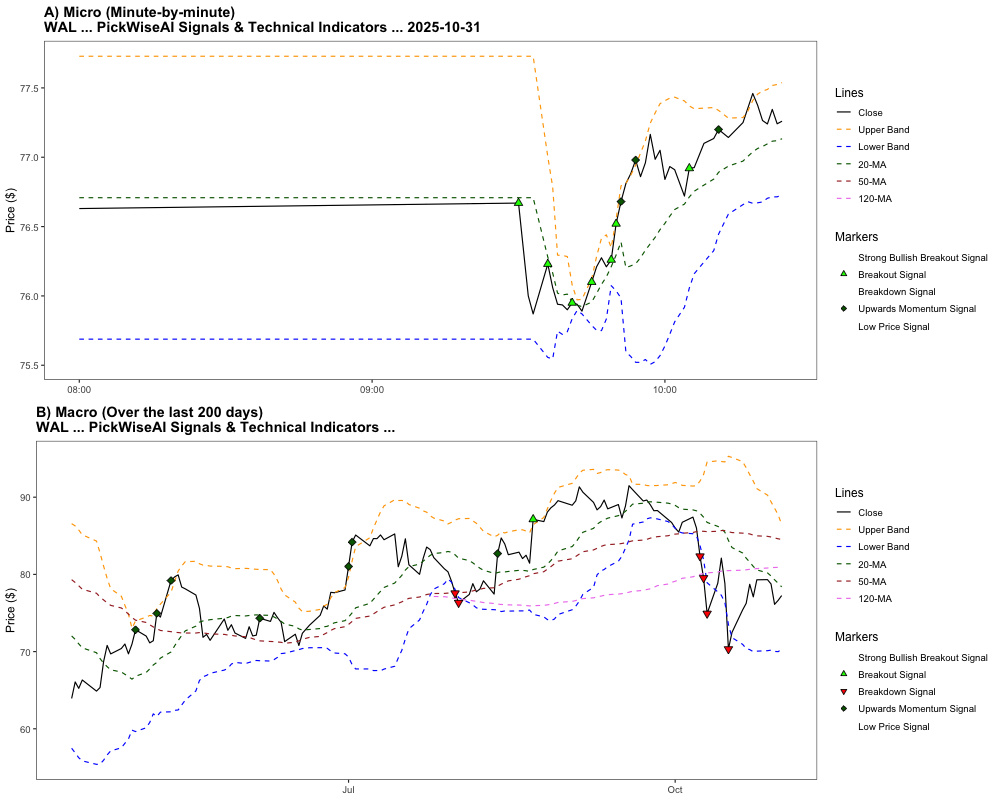 A) Micro (Minute-by-minute)
WAL ... PickWiseAI Signals & Technical Indicators ... 2025-10-31
Price ($)
77.5
77.0
76.5
76.0
75.5
08:00
09:00
10:00
Lines
Close
Upper Band
Lower Band
20-MA
50-MA
120-MA
Markers
Strong Bullish Breakout Signal
Breakout Signal
Breakdown Signal
Upwards Momentum Signal
Low Price Signal
B) Macro (Over the last 200 days)
WAL ... PickWiseAI Signals & Technical Indicators ...
Price ($)
90
80
70
60
Jul
Oct
Lines
Close
Upper Band
Lower Band
20-MA
50-MA
120-MA
Markers
Strong Bullish Breakout Signal
Breakout Signal
Breakdown Signal
Upwards Momentum Signal
Low Price Signal